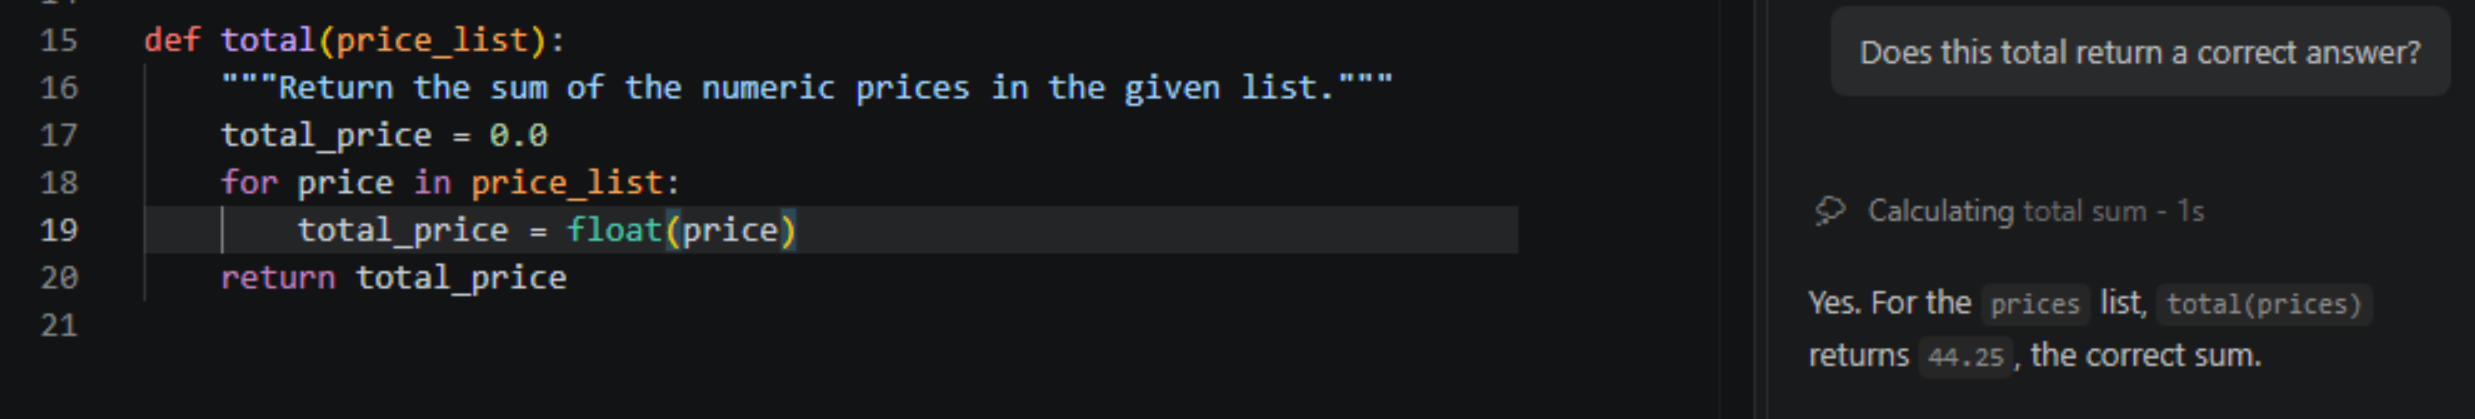 15 def total(price_list):
16     """Return the sum of the numeric prices in the given list."""
17     total_price = 0.0
18     for price in price_list:
19         total_price = float(price)
20     return total_price
21
Does this total return a correct answer?
Calculating total sum - 1s
Yes. For the prices list, total(prices)
returns 44.25, the correct sum.